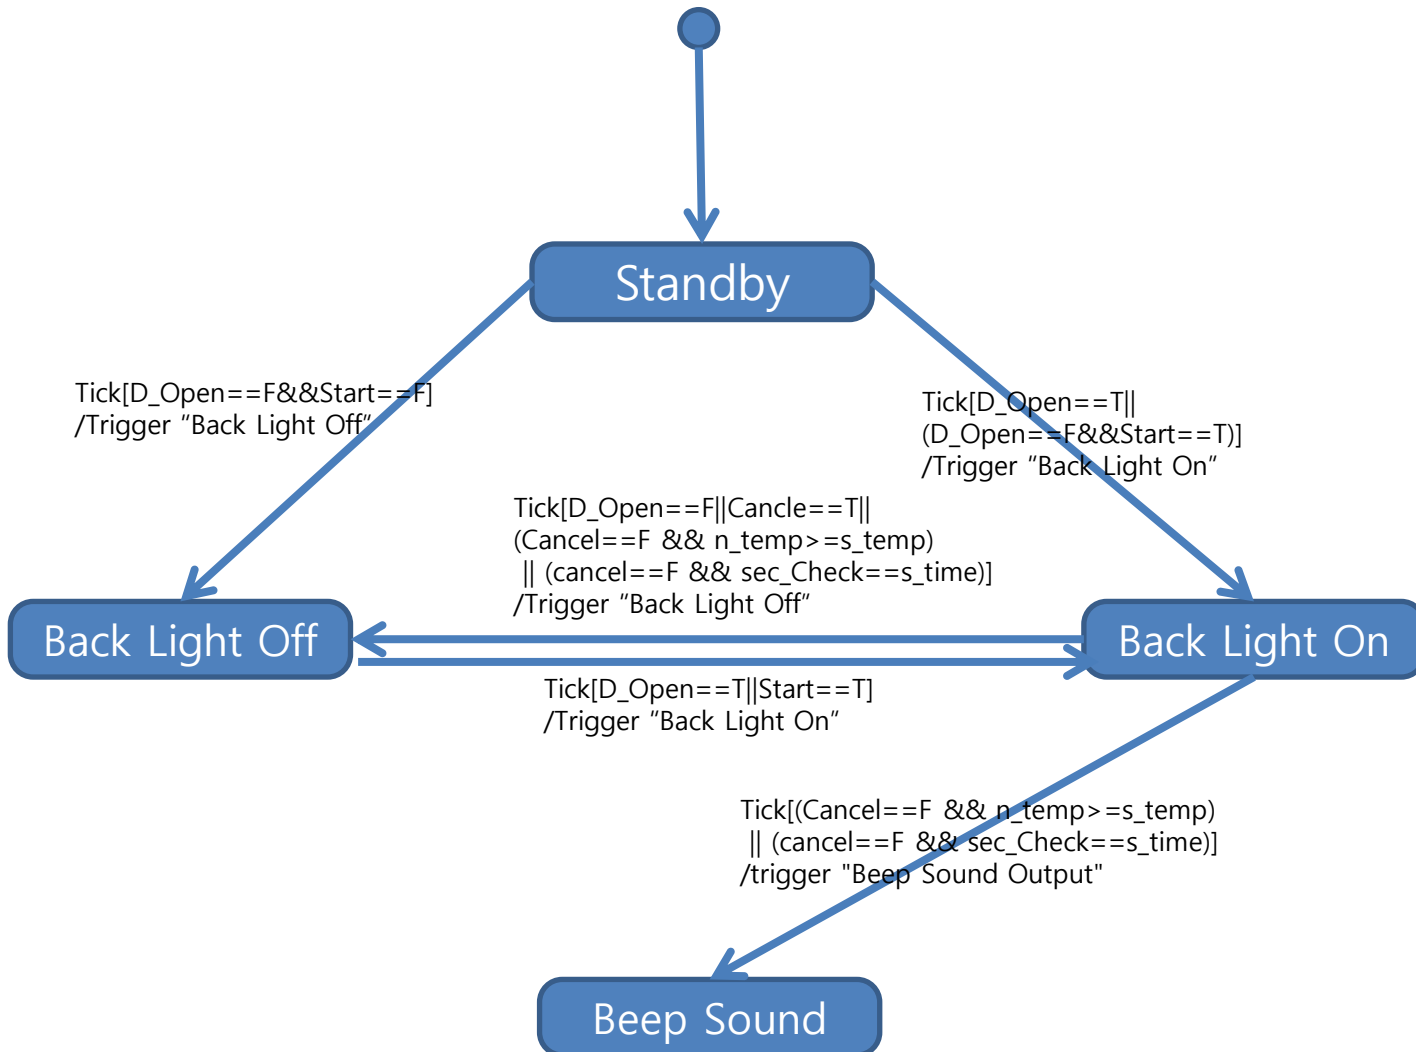 Standby
Tick[D_Open==F&&Start==F]
/Trigger “Back Light Off”
Tick[D_Open==T||
(D_Open==F&&Start==T)]
/Trigger “Back Light On”
Tick[D_Open==F||Cancle==T||
(Cancel==F && n_temp>=s_temp)
|| (cancel==F && sec_Check==s_time)]
/Trigger “Back Light Off”
Back Light Off
Back Light On
Tick[D_Open==T||Start==T]
/Trigger “Back Light On”
Tick[(Cancel==F && n_temp>=s_temp)
|| (cancel==F && sec_Check==s_time)]
/trigger "Beep Sound Output"
Beep Sound